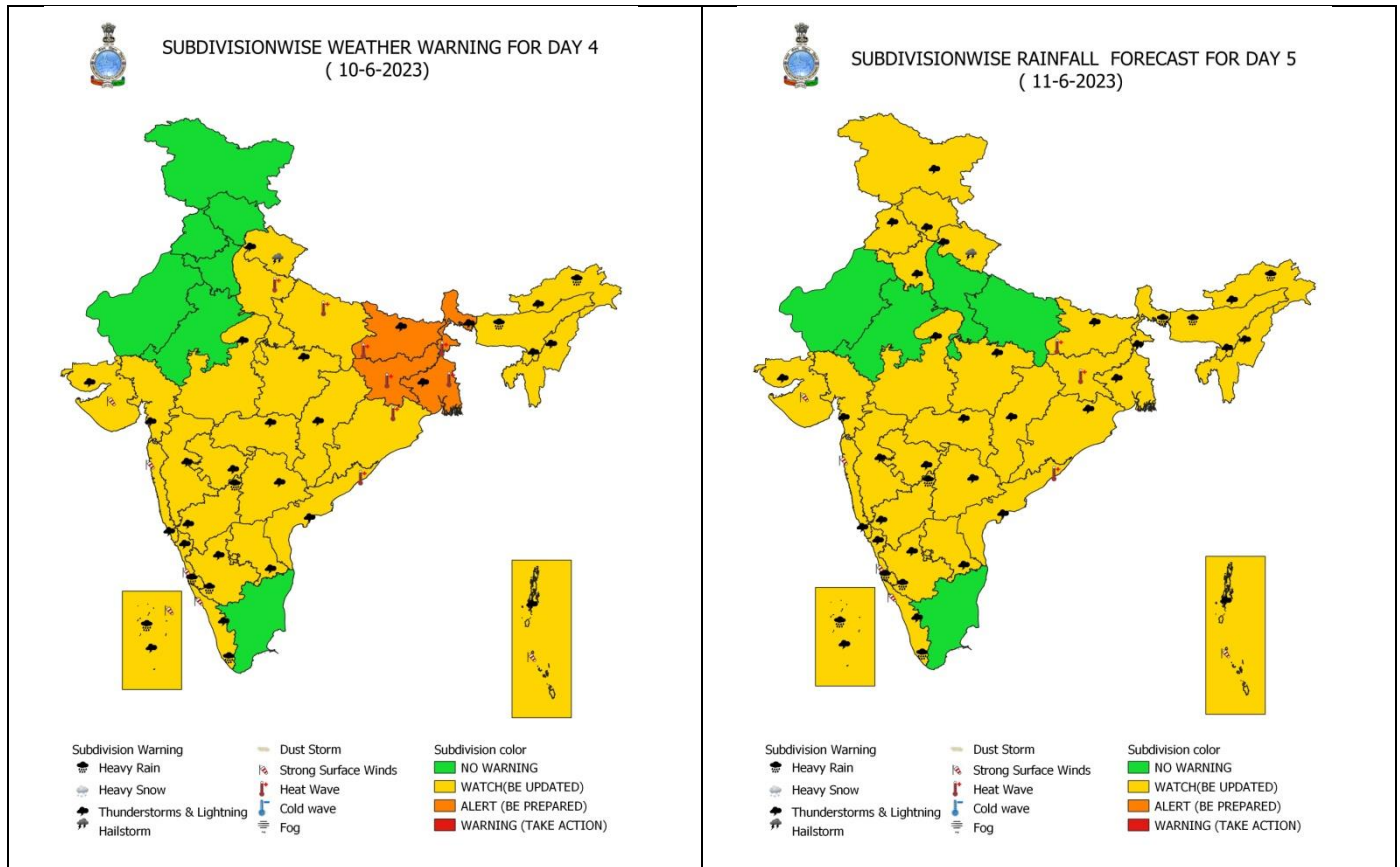 SUBDIVISIONWISE WEATHER WARNING FOR DAY 4
( 10-6-2023)
Subdivision Warning
Heavy Rain
Heavy Snow
Thunderstorms & Lightning
Hailstorm
Dust Storm
Strong Surface Winds
Heat Wave
Cold wave
Fog
Subdivision color
NO WARNING
WATCH(BE UPDATED)
ALERT (BE PREPARED)
WARNING (TAKE ACTION)
SUBDIVISIONWISE RAINFALL FORECAST FOR DAY 5
( 11-6-2023)
Subdivision Warning
Heavy Rain
Heavy Snow
Thunderstorms & Lightning
Hailstorm
Dust Storm
Strong Surface Winds
Heat Wave
Cold wave
Fog
Subdivision color
NO WARNING
WATCH(BE UPDATED)
ALERT (BE PREPARED)
WARNING (TAKE ACTION)